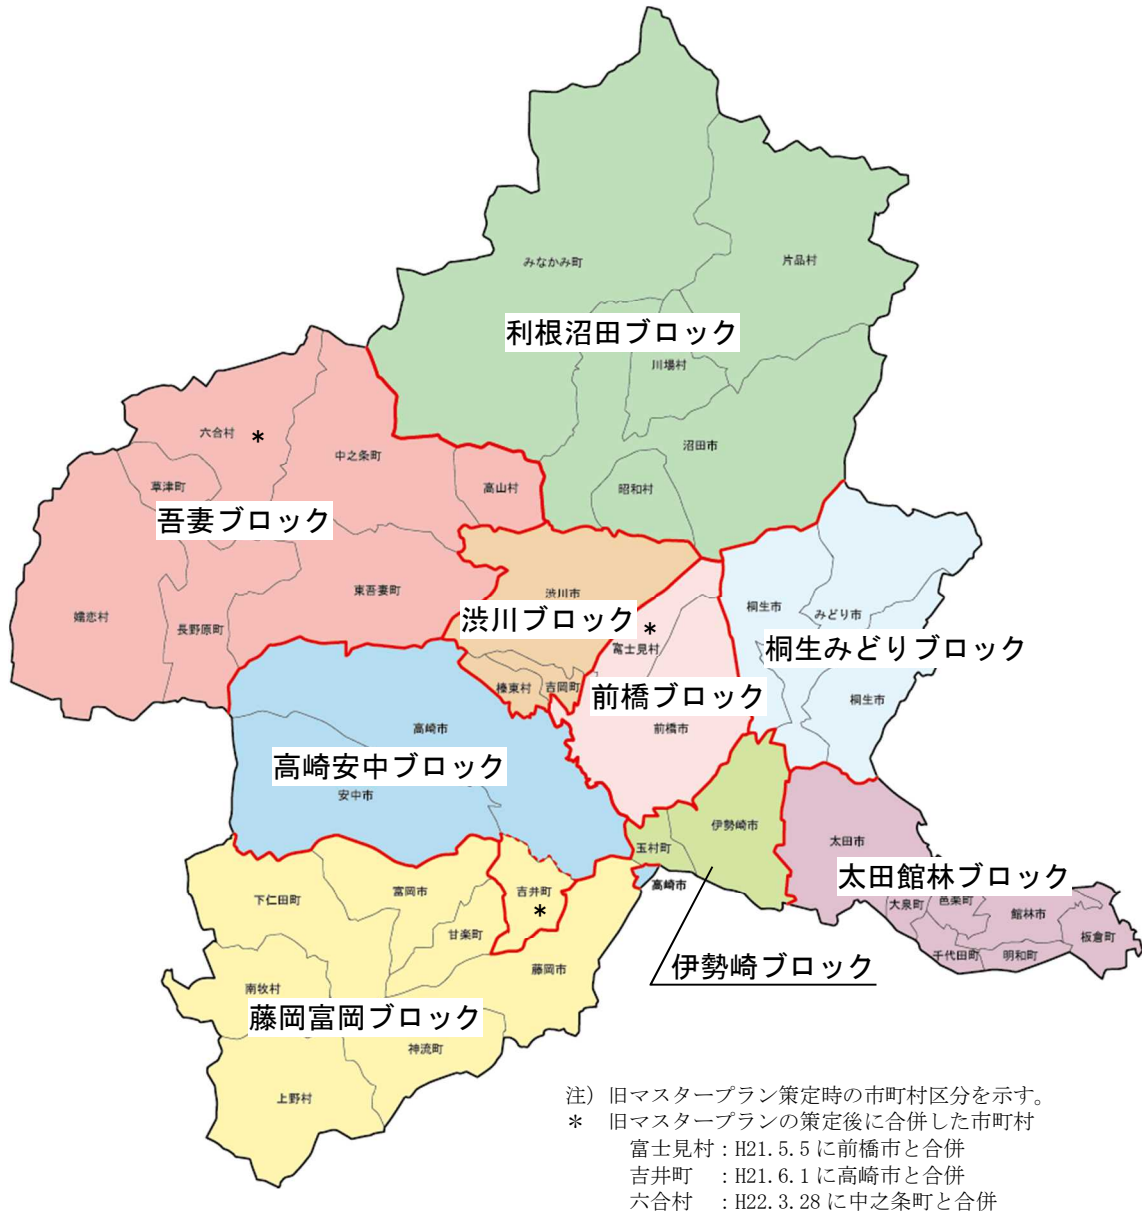 みなかみ町
片品村
利根沼田ブロック
川場村
六合村 *
中之条町
沼田市
草津町
高山村
昭和村
吾妻ブロック
東吾妻町
渋川市
桐生市
みどり市
嬬恋村
長野原町
渋川ブロック
*
富士見村
桐生みどりブロック
榛東村
吉岡町
前橋ブロック
桐生市
高崎市
前橋市
高崎安中ブロック
安中市
伊勢崎市
玉村町
太田市
太田館林ブロック
高崎市
下仁田町
富岡市
吉井町
*
大泉町
邑楽町
館林市
甘楽町
板倉町
千代田町
明和町
藤岡市
伊勢崎ブロック
南牧村
藤岡富岡ブロック
神流町
上野村
注) 旧マスタープラン策定時の市町村区分を示す。
* 旧マスタープランの策定後に合併した市町村
富士見村:H21.5.5 に前橋市と合併
吉井町 :H21.6.1 に高崎市と合併
六合村 :H22.3.28 に中之条町と合併